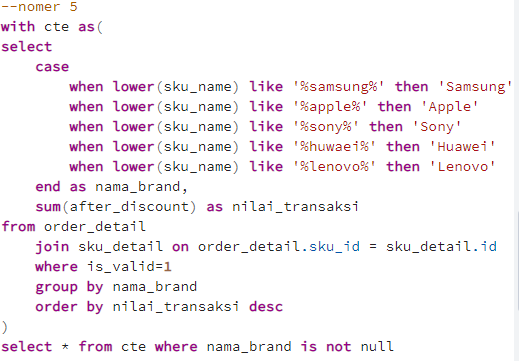 --nomer 5
with cte as(
select
    case
        when lower(sku_name) like '%samsung%' then 'Samsung'
        when lower(sku_name) like '%apple%' then 'Apple'
        when lower(sku_name) like '%sony%' then 'Sony'
        when lower(sku_name) like '%huwaei%' then 'Huawei'
        when lower(sku_name) like '%lenovo%' then 'Lenovo'
    end as nama_brand,
    sum(after_discount) as nilai_transaksi
from order_detail
    join sku_detail on order_detail.sku_id = sku_detail.id
    where is_valid=1
    group by nama_brand
    order by nilai_transaksi desc
)
select * from cte where nama_brand is not null